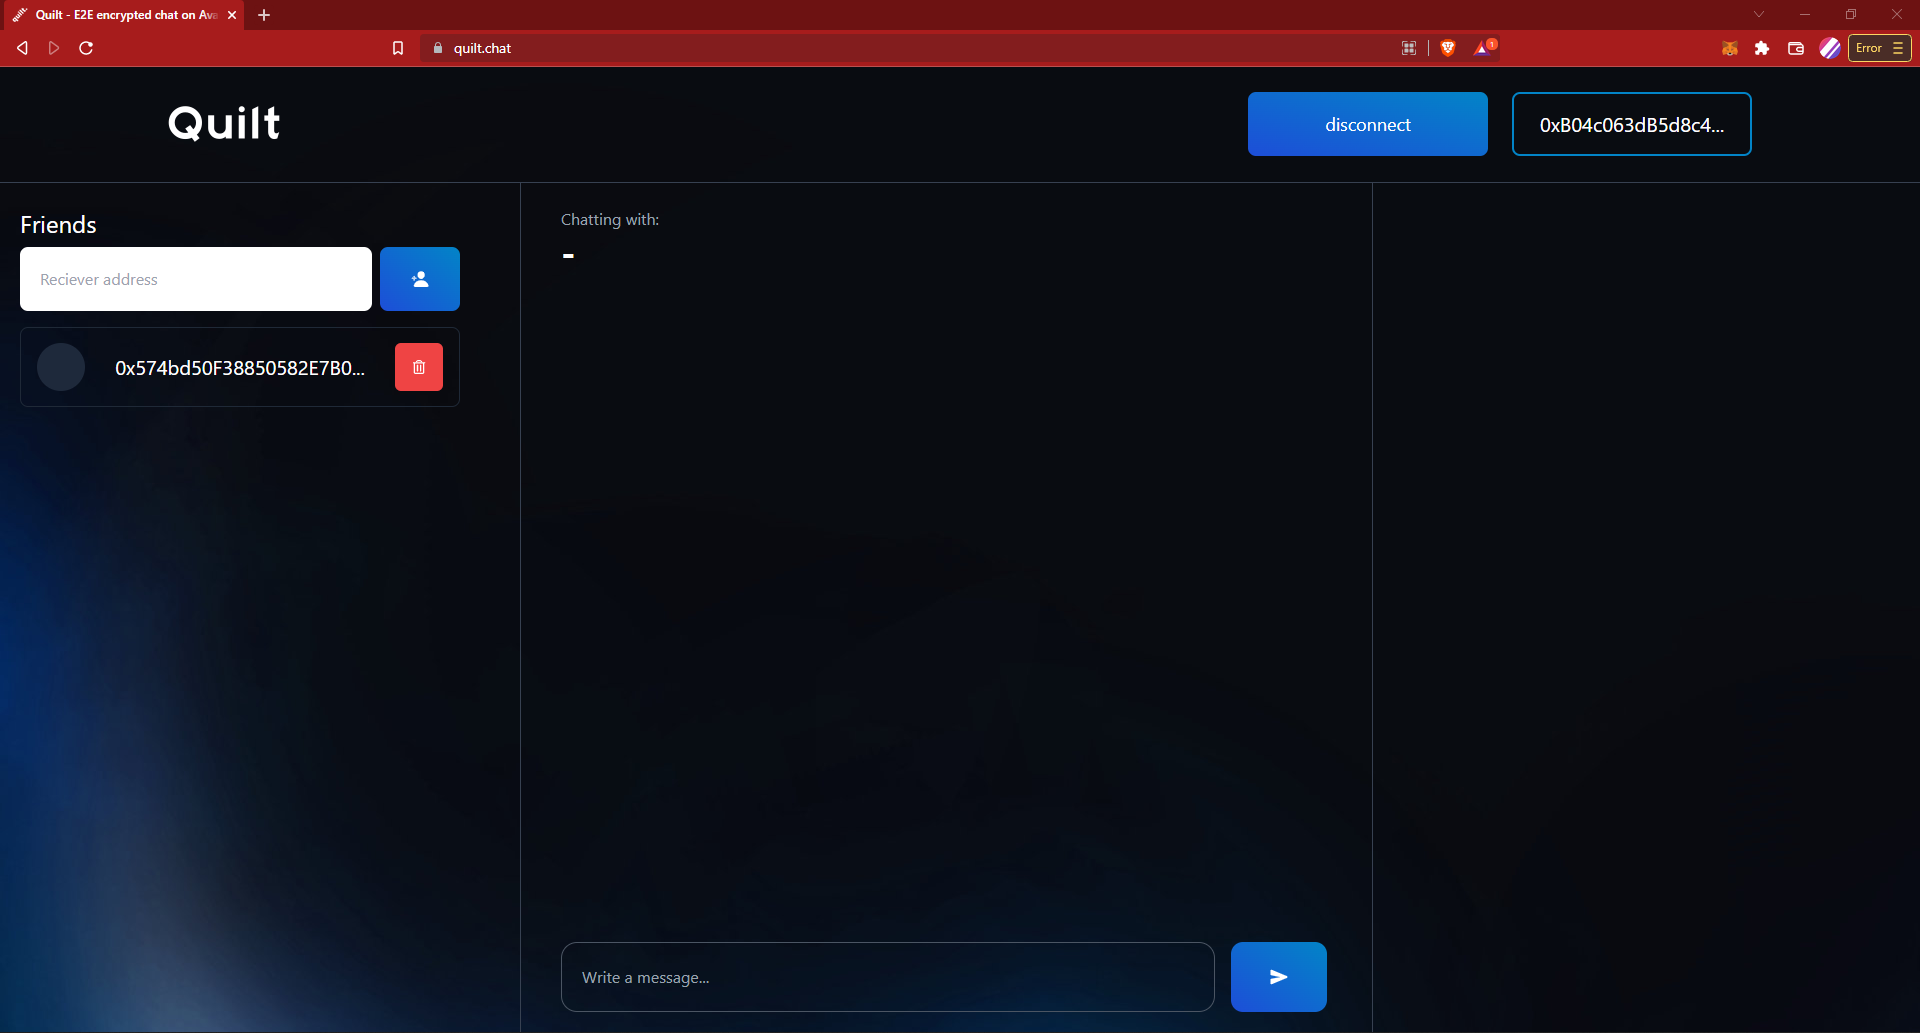 Quilt - E2E encrypted chat on Ava
quilt.chat
1
Error
Quilt
disconnect
0xB04c063dB5d8c4...
Friends
Reciever address
0x574bd50F38850582E7B0...
Chatting with:
-
Write a message...